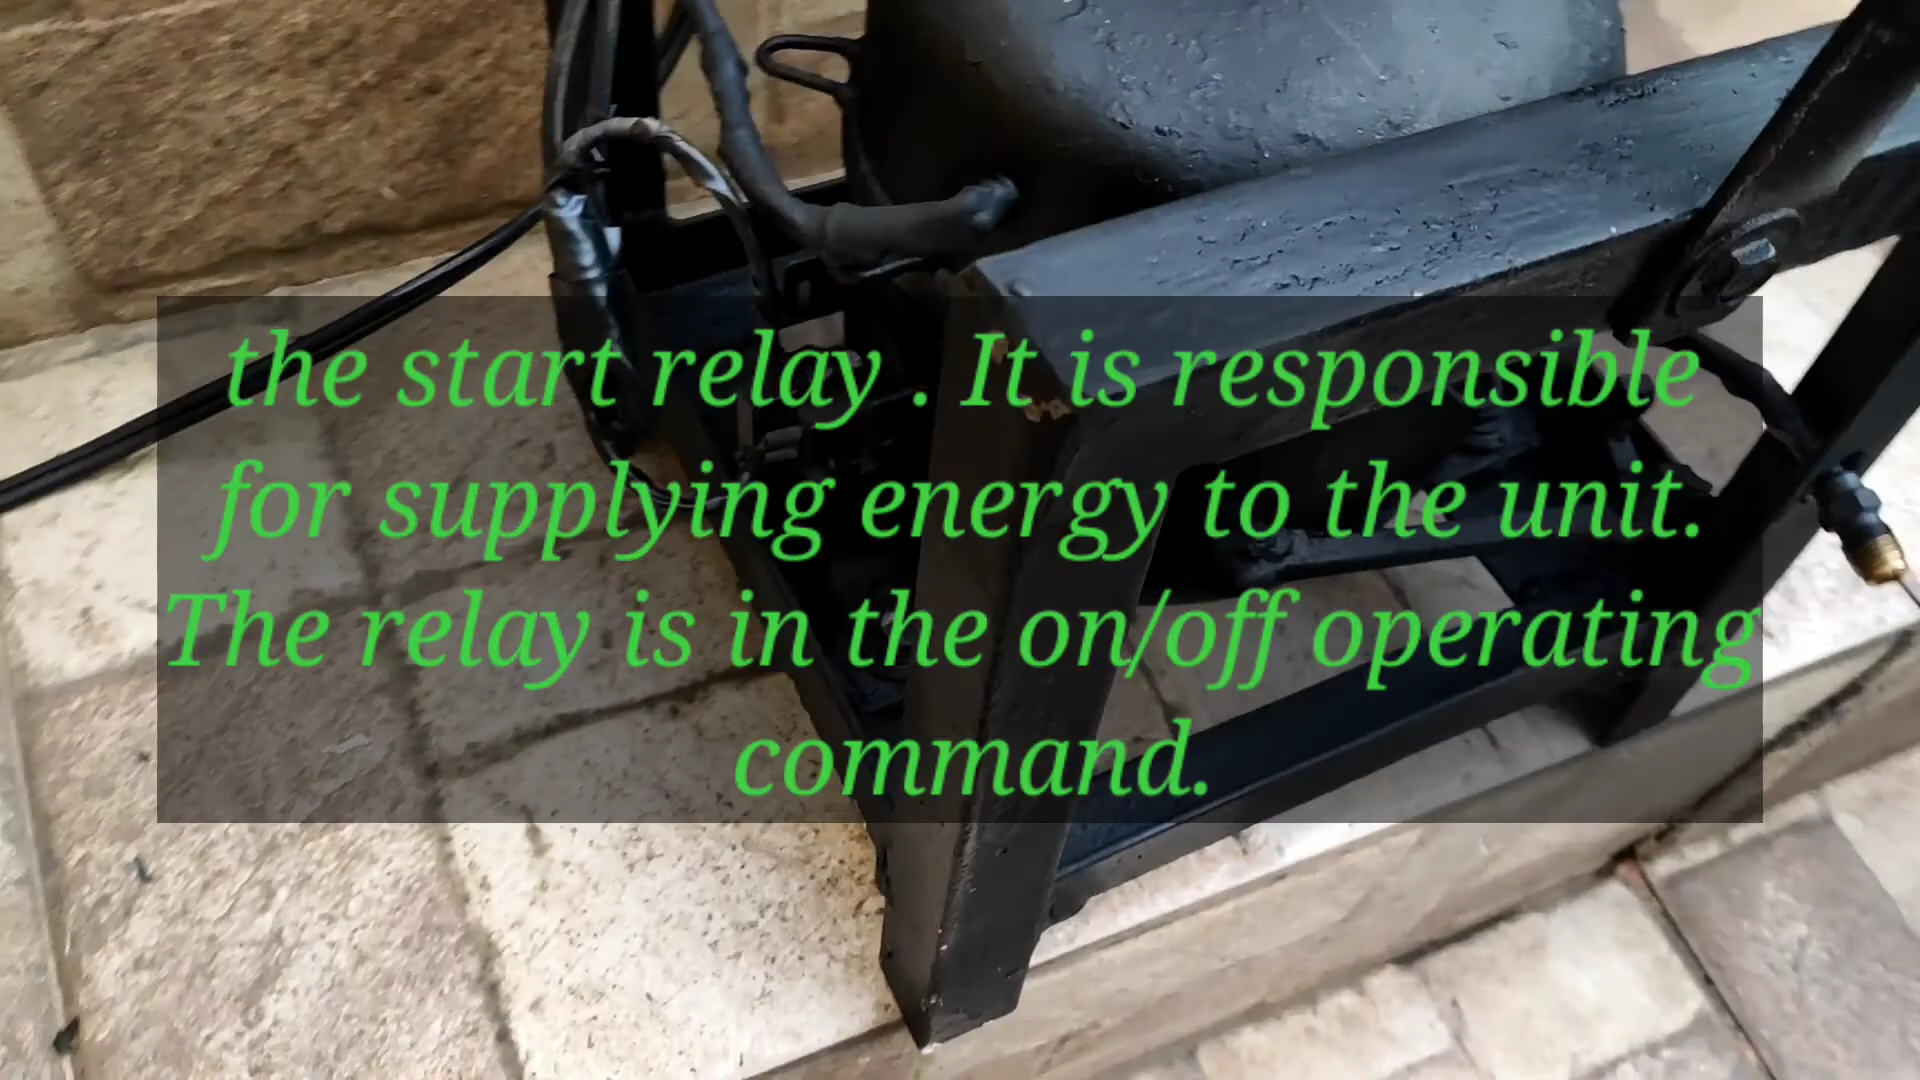 the start relay . It is responsible
for supplying energy to the unit.
The relay is in the on/off operating
command.